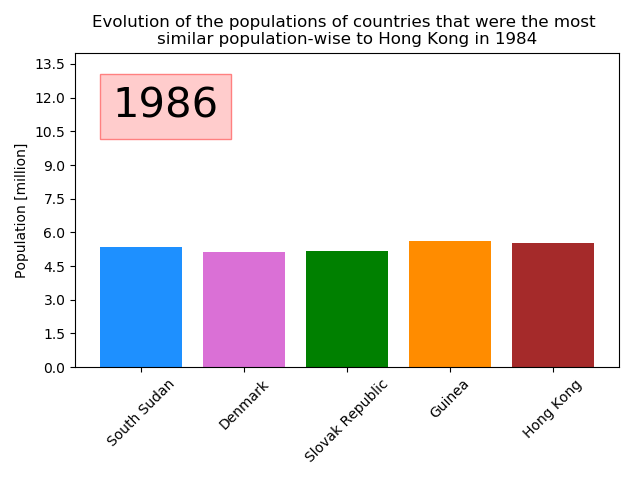 Evolution of the populations of countries that were the most
similar population-wise to Hong Kong in 1984
1986
Population [million]
13.5
12.0
10.5
9.0
7.5
6.0
4.5
3.0
1.5
0.0
South Sudan
Denmark
Slovak Republic
Guinea
Hong Kong